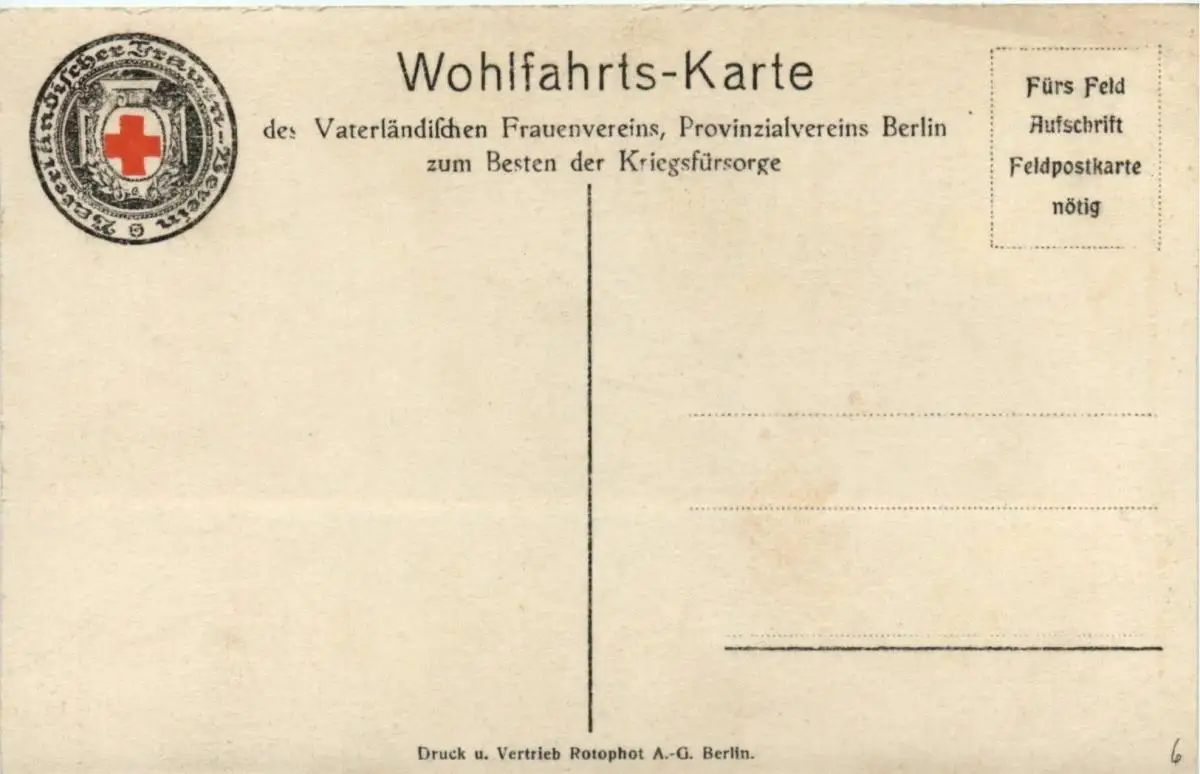 Vaterländischer Frauen-Verein
Wohlfahrts-Karte
des Vaterländischen Frauenvereins, Provinzialvereins Berlin
zum Besten der Kriegsfürsorge
Fürs Feld
Aufschrift
Feldpostkarte
nötig
Druck u. Vertrieb Rotophot A.-G. Berlin.
6